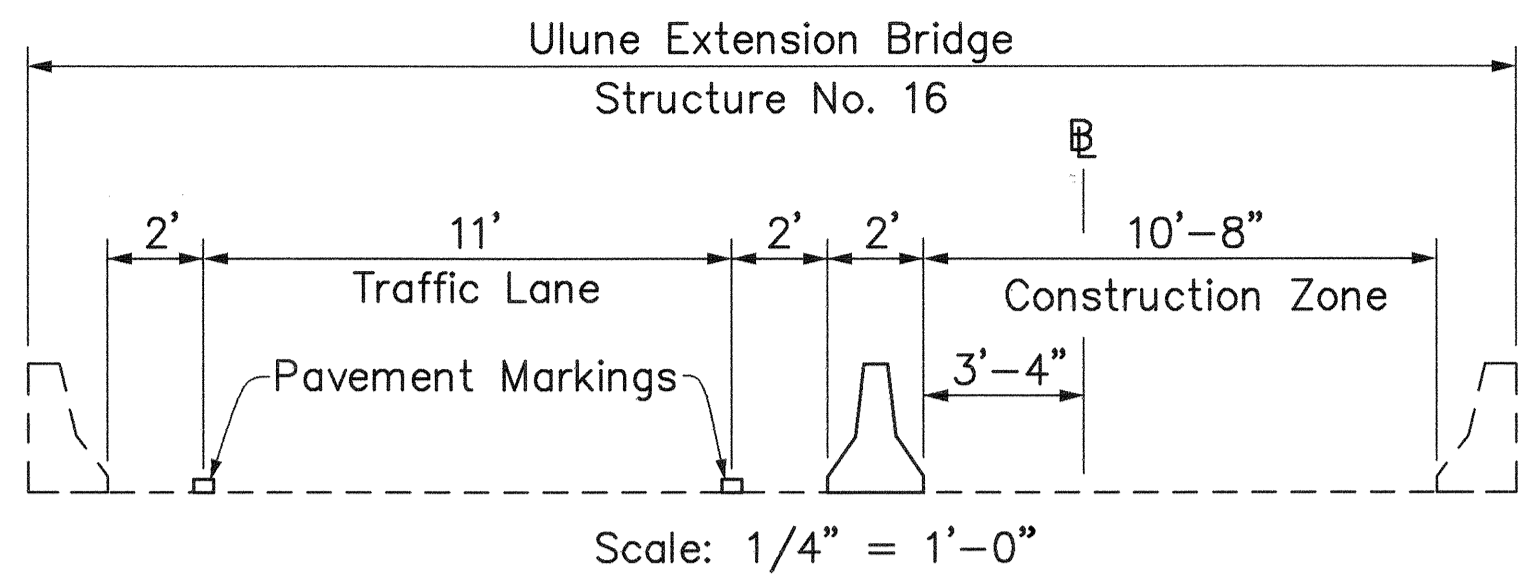 Ulune Extension Bridge
Structure No. 16
BL
2' 11' 2' 2' 10'-8"
Traffic Lane Construction Zone
Pavement Markings 3'-4"
Scale: 1/4" = 1'-0"